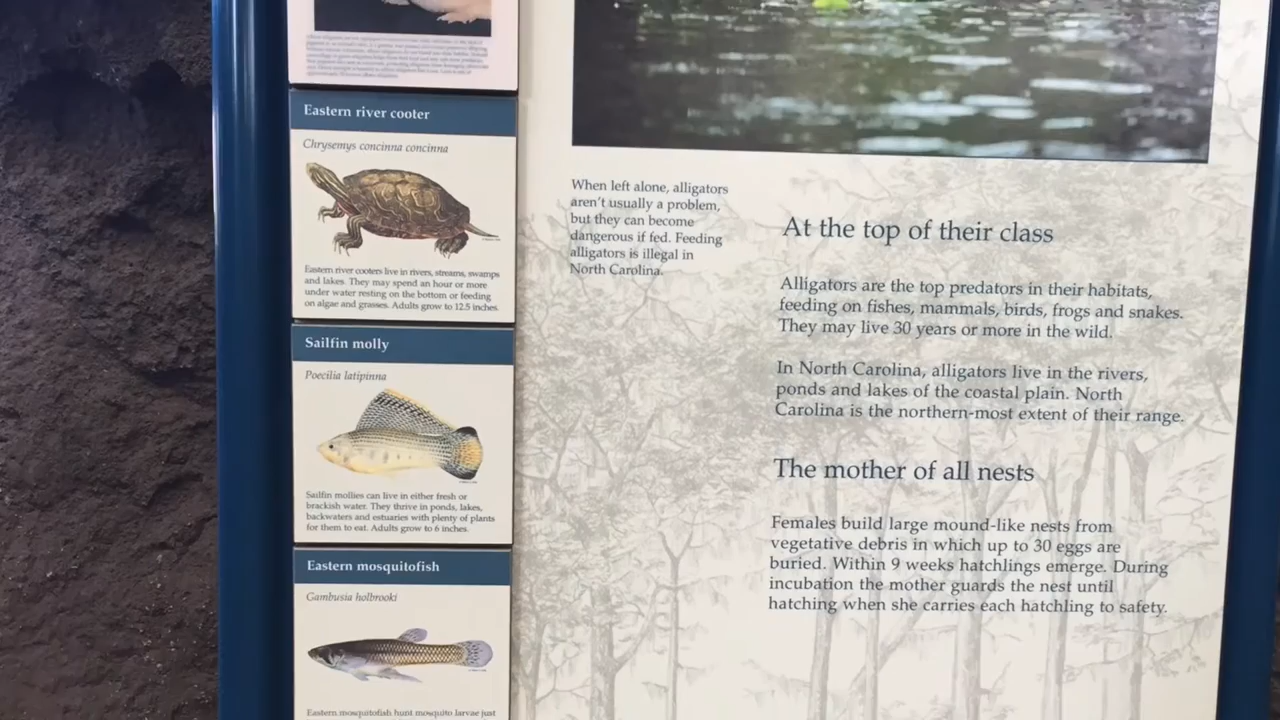 Eastern river cooter
Chrysemys concinna concinna
Eastern river cooters live in rivers, streams, swamps
and lakes. They may spend an hour or more
under water resting on the bottom or feeding
on algae and grasses. Adults grow to 12.5 inches.
Sailfin molly
Poecilia latipinna
Sailfin mollies can live in either fresh or
brackish water. They thrive in ponds, lakes,
backwaters and estuaries with plenty of plants
for them to eat. Adults grow to 6 inches.
Eastern mosquitofish
Gambusia holbrooki
Eastern mosquitofish hunt mosquito larvae just
When left alone, alligators
aren't usually a problem,
but they can become
dangerous if fed. Feeding
alligators is illegal in
North Carolina.
At the top of their class
Alligators are the top predators in their habitats,
feeding on fishes, mammals, birds, frogs and snakes.
They may live 30 years or more in the wild.
In North Carolina, alligators live in the rivers,
ponds and lakes of the coastal plain. North
Carolina is the northern-most extent of their range.
The mother of all nests
Females build large mound-like nests from
vegetative debris in which up to 30 eggs are
buried. Within 9 weeks hatchlings emerge. During
incubation the mother guards the nest until
hatching when she carries each hatchling to safety.